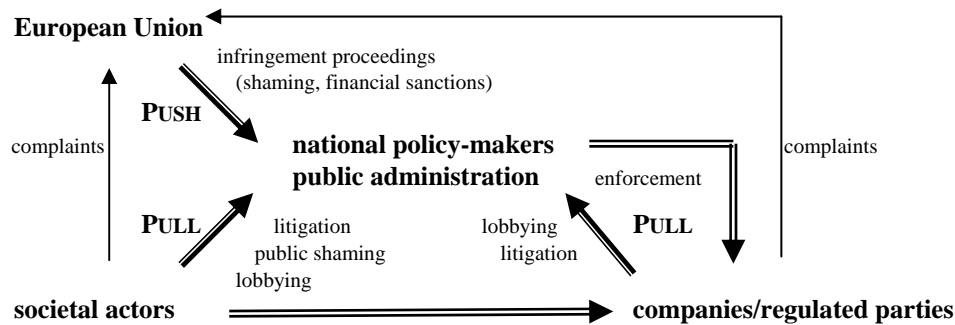 European Union
infringement proceedings
(shaming, financial sanctions)
PUSH
complaints
national policy-makers
public administration
complaints
enforcement
PULL
litigation
public shaming
lobbying
lobbying
litigation
PULL
societal actors
companies/regulated parties